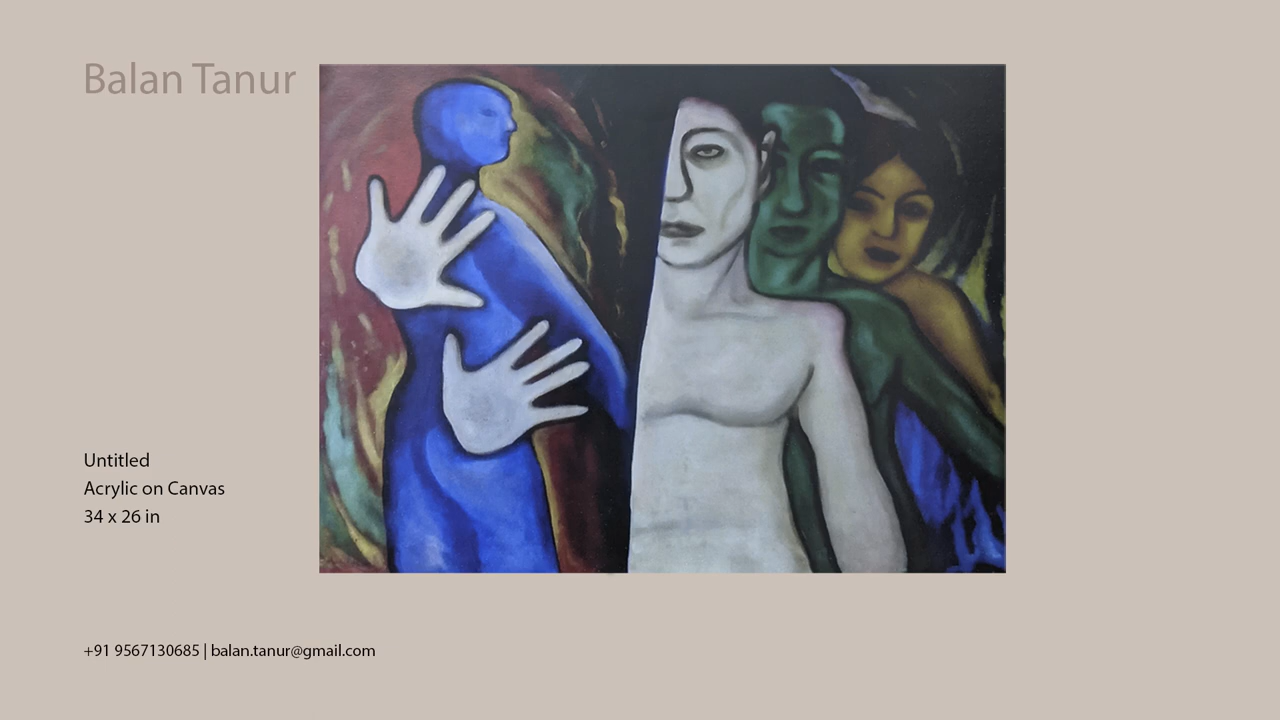 Balan Tanur
Untitled
Acrylic on Canvas
34 x 26 in
+91 9567130685 | balan.tanur@gmail.com